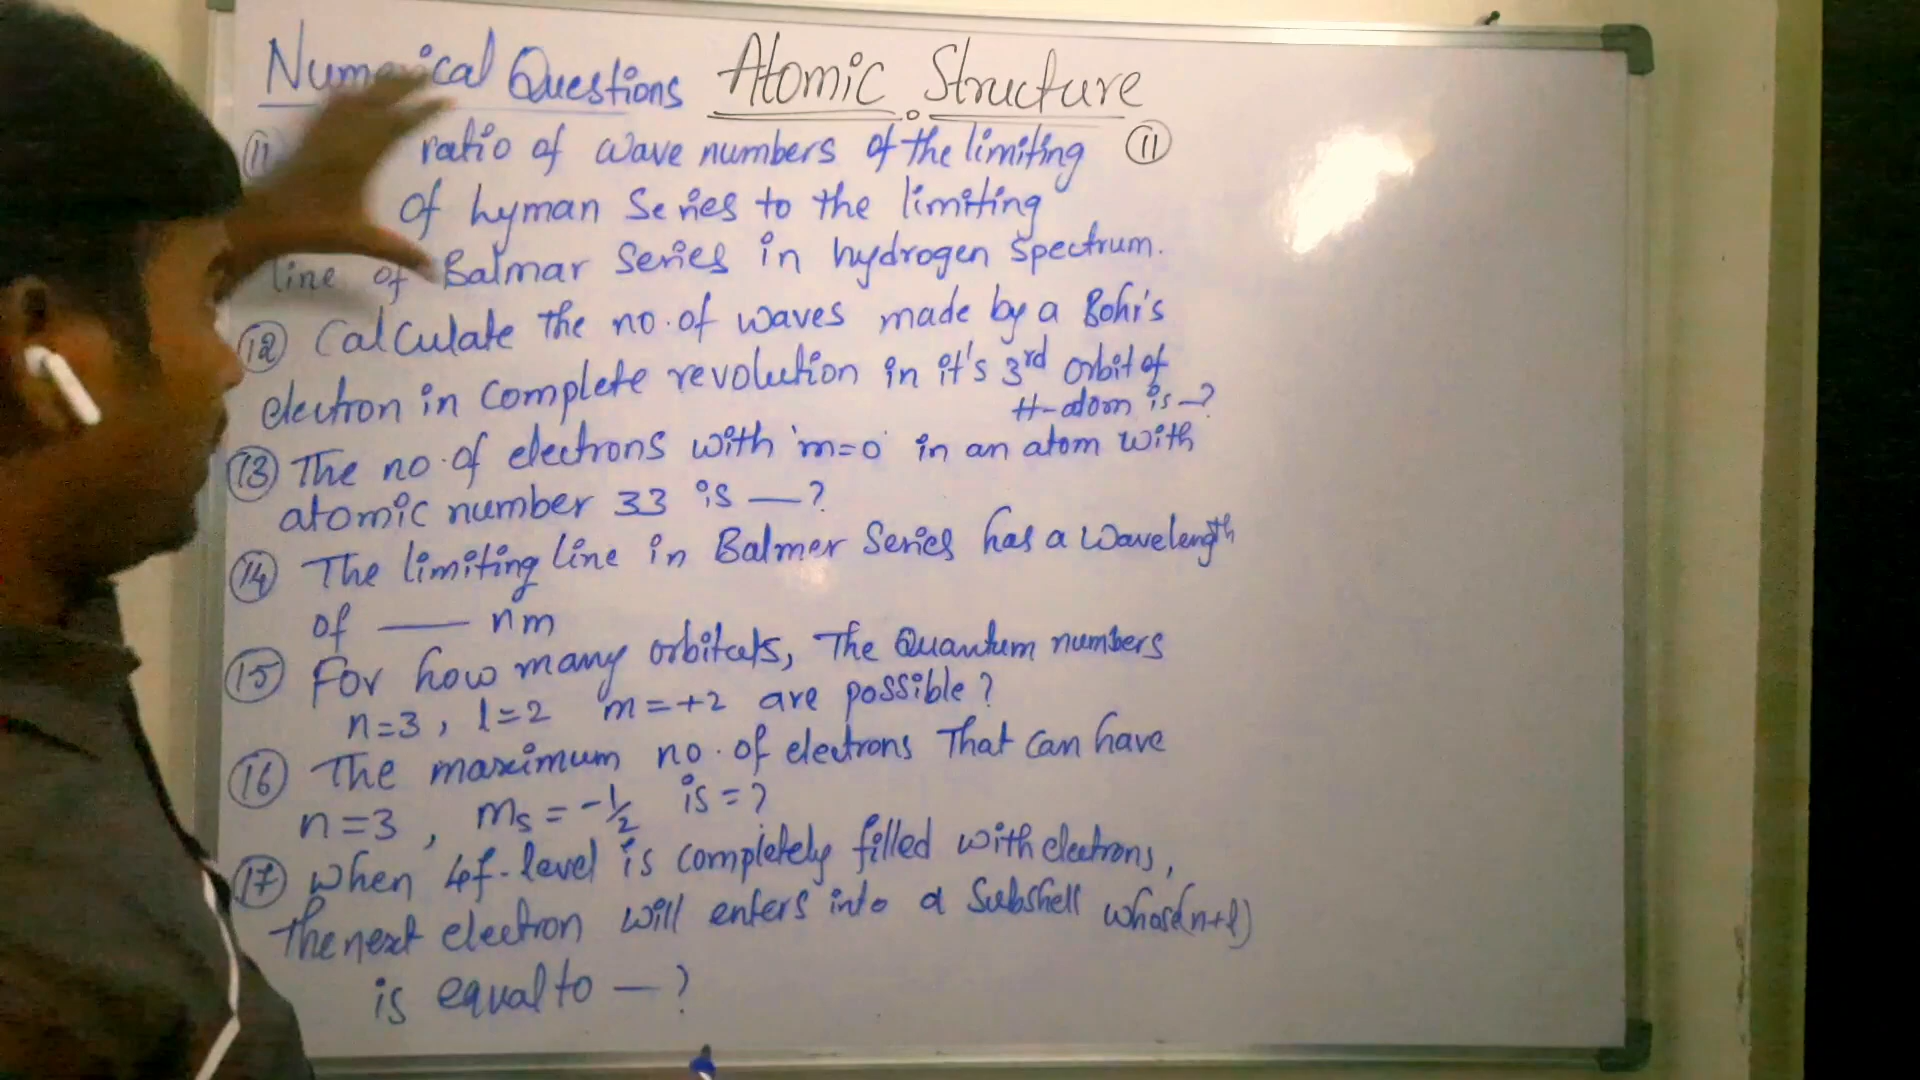 Numerical Questions Atomic Structure
(11) ratio of wave numbers of the limiting (11)
of Lyman Series to the limiting
line of Balmar Series in hydrogen spectrum.
(12) Calculate the no. of waves made by a Bohr's
electron in complete revolution in it's 3rd orbit of
H-atom is -?
(13) The no. of electrons with 'm=0' in an atom with
atomic number 33 is —?
(14) The limiting line in Balmer Series has a wavelength
of —— nm
(15) For how many orbitals, The Quantum numbers
n=3, l=2 m=+2 are possible?
(16) The maximum no. of electrons That can have
n=3, ms = -1/2 is = ?
(17) When 4f-level is completely filled with electrons,
The next electron will enters into a Subshell whose(n+l)
is equal to — ?